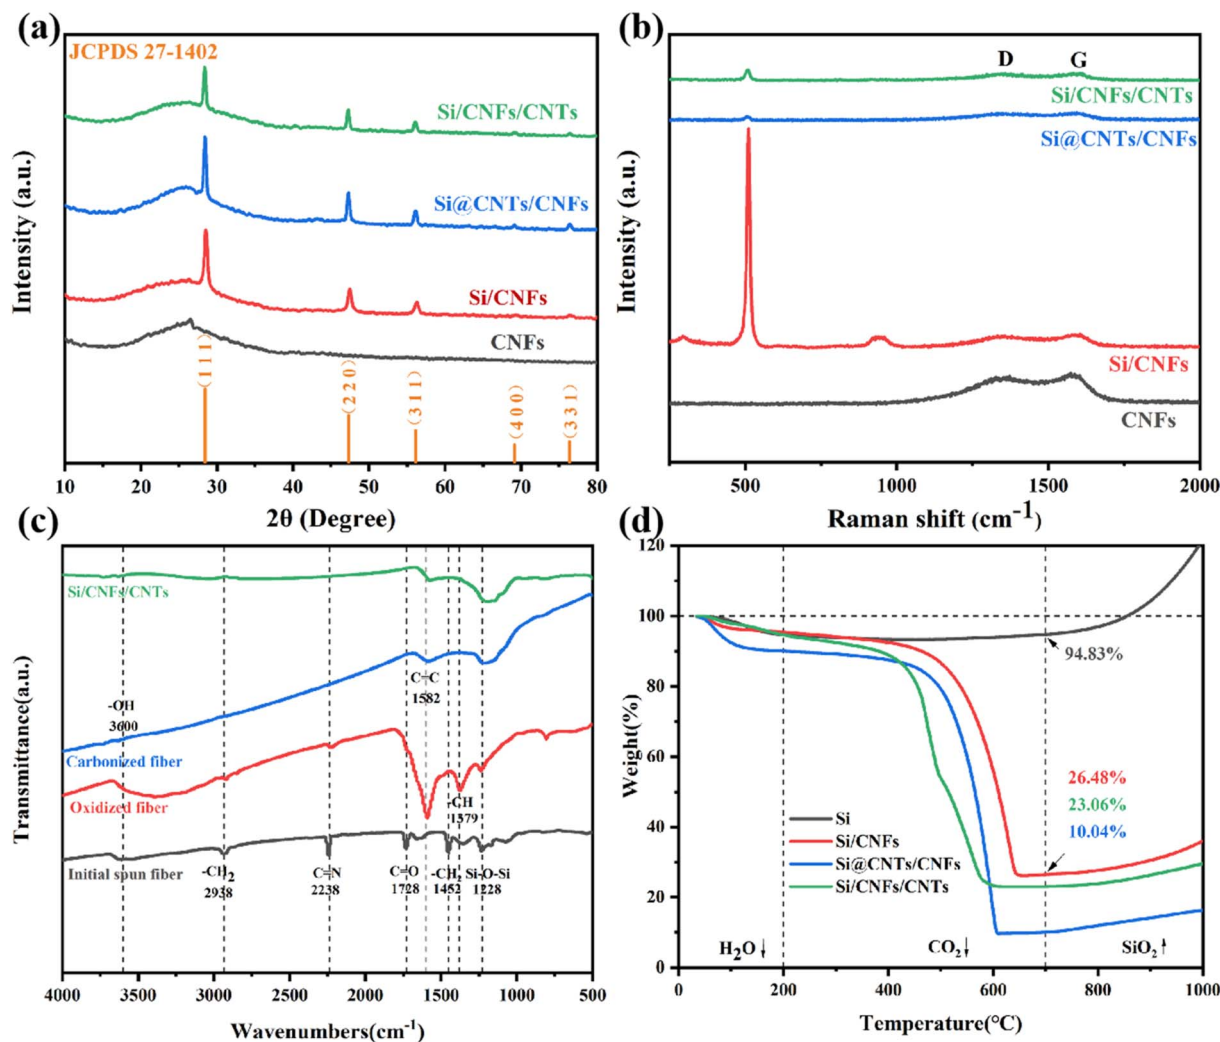 (a)
JCPDS 27-1402
Si/CNFs/CNTs
Si@CNTs/CNFs
Si/CNFs
CNFs
(111)
(220)
(311)
(400)
(331)
10 20 30 40 50 60 70 80
2θ (Degree)
Intensity (a.u.)
(b)
D G
Si/CNFs/CNTs
Si@CNTs/CNFs
Si/CNFs
CNFs
500 1000 1500 2000
Raman shift (cm-1)
Intensity (a.u.)
(c)
Si/CNFs/CNTs
C=C
1582
-OH
3600
Carbonized fiber
Oxidized fiber
-CH
1379
Initial spun fiber
-CH2
2938
C=N
2238
C=O
1728
-CH2
1452
Si-O-Si
1228
4000 3500 3000 2500 2000 1500 1000 500
Wavenumbers(cm-1)
Transmittance(a.u.)
(d)
120
100
80
60
40
20
0
94.83%
26.48%
23.06%
10.04%
Si
Si/CNFs
Si@CNTs/CNFs
Si/CNFs/CNTs
H2O↓
CO2↓
SiO2↑
0 200 400 600 800 1000
Temperature(°C)
Weight(%)